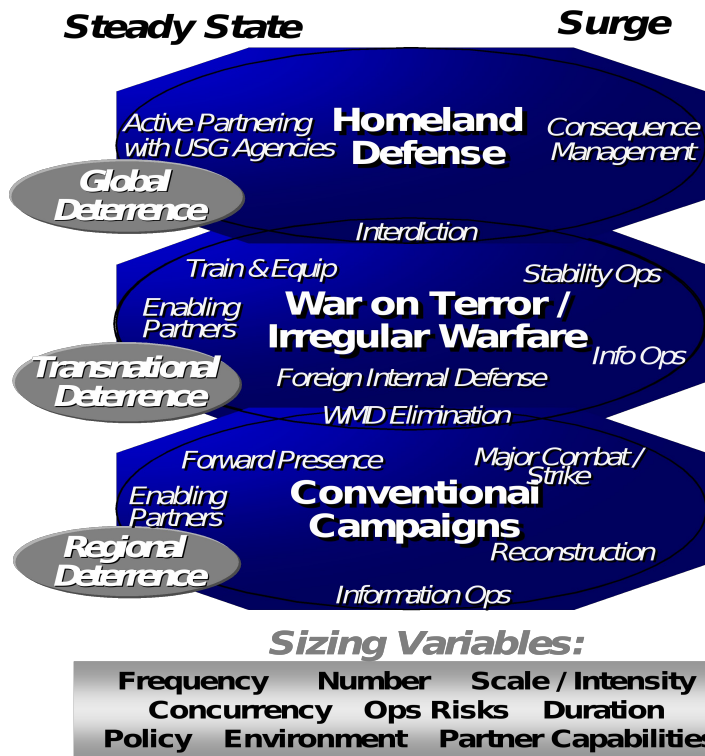 Steady State
Surge
Active Partnering
with USG Agencies
Homeland
Defense
Consequence
Management
Global
Deterrence
Interdiction
Train & Equip
Stability Ops
Enabling
Partners
War on Terror /
Irregular Warfare
Info Ops
Transnational
Deterrence
Foreign Internal Defense
WMD Elimination
Forward Presence
Major Combat /
Strike
Enabling
Partners
Conventional
Campaigns
Regional
Deterrence
Reconstruction
Information Ops
Sizing Variables:
Frequency Number Scale / Intensity
Concurrency Ops Risks Duration
Policy Environment Partner Capabilities